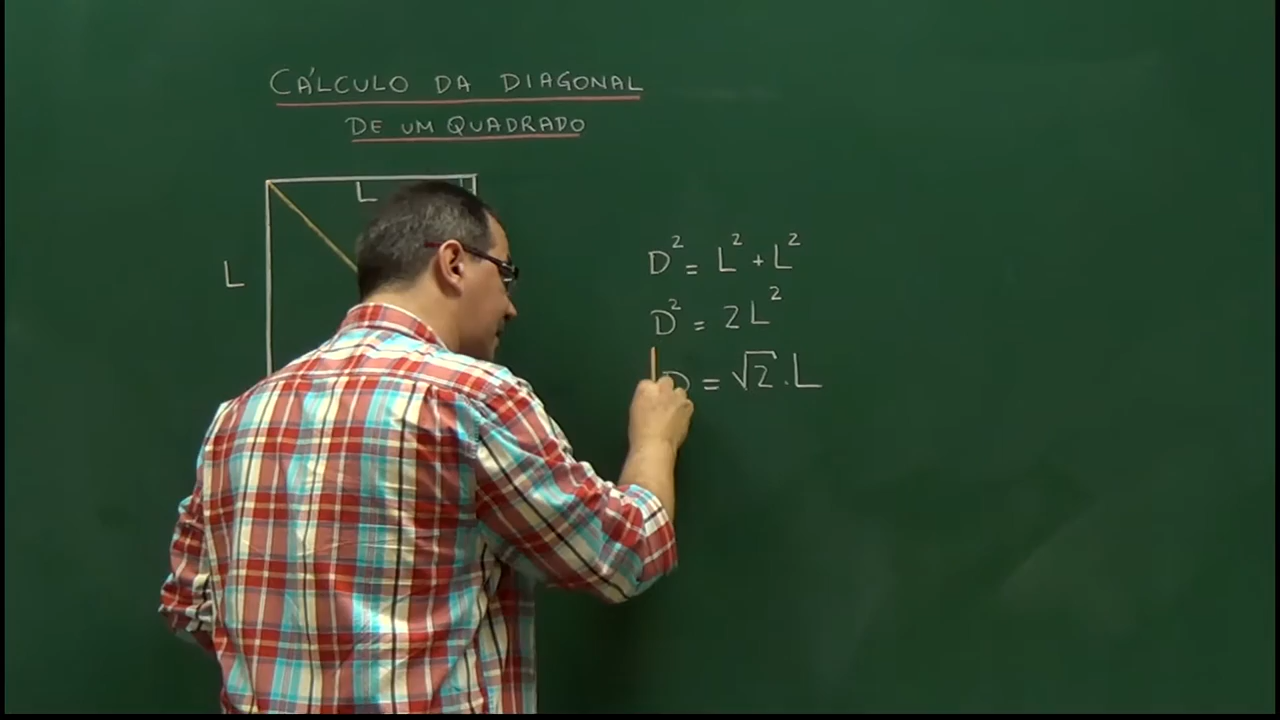 CÁLCULO DA DIAGONAL
DE UM QUADRADO
L
L
D² = L² + L²
D² = 2L²
D = √2 . L